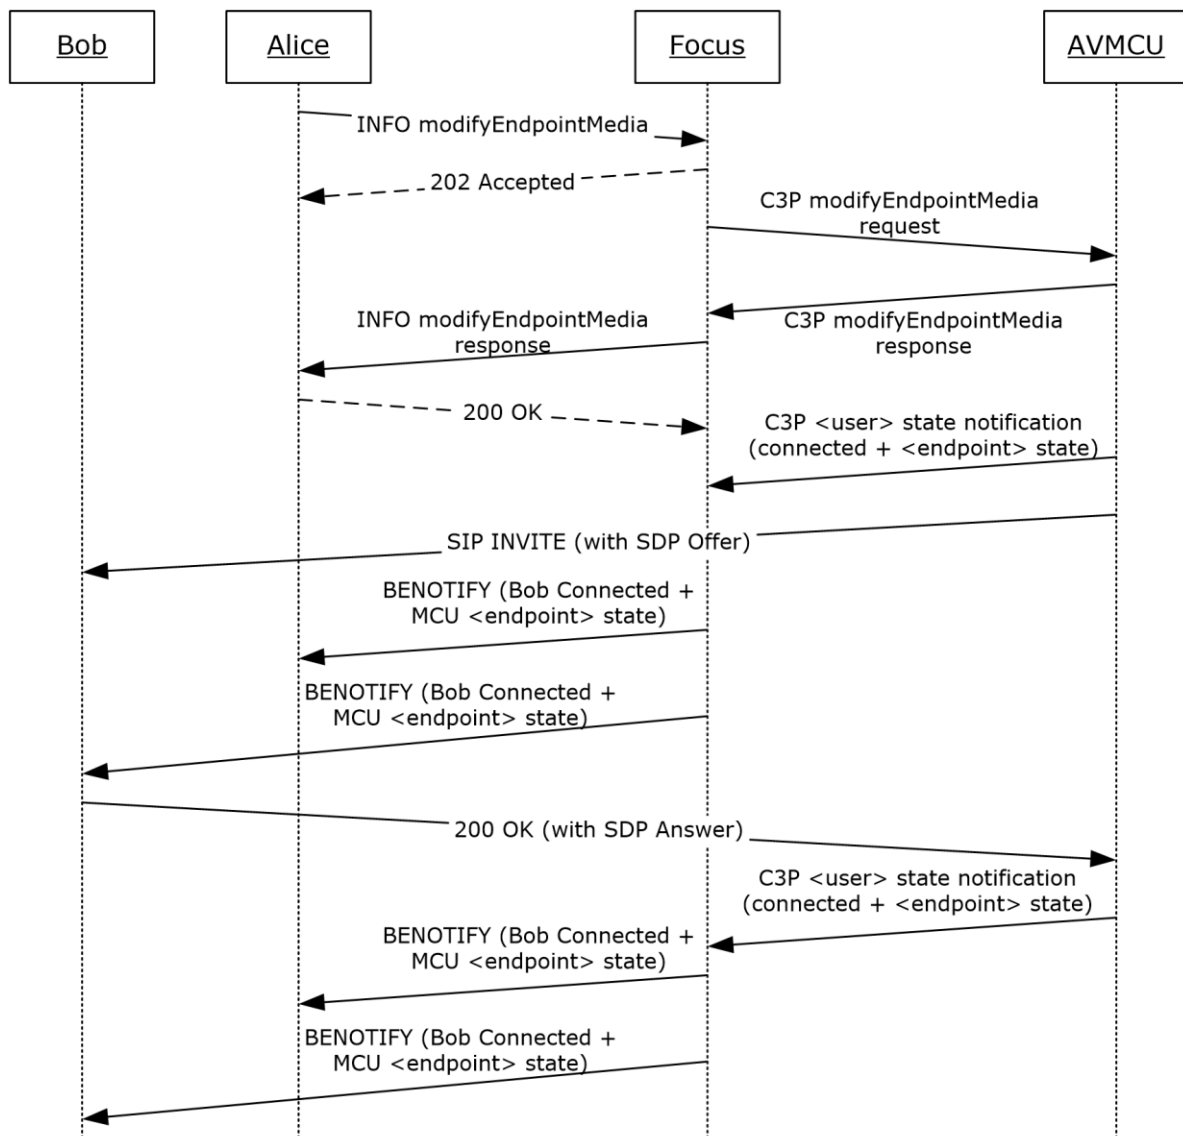 Bob
Alice
Focus
AVMCU
INFO modifyEndpointMedia
202 Accepted
C3P modifyEndpointMedia
request
INFO modifyEndpointMedia
response
C3P modifyEndpointMedia
response
200 OK
C3P <user> state notification
(connected + <endpoint> state)
SIP INVITE (with SDP Offer)
BENOTIFY (Bob Connected +
MCU <endpoint> state)
BENOTIFY (Bob Connected +
MCU <endpoint> state)
200 OK (with SDP Answer)
C3P <user> state notification
(connected + <endpoint> state)
BENOTIFY (Bob Connected +
MCU <endpoint> state)
BENOTIFY (Bob Connected +
MCU <endpoint> state)